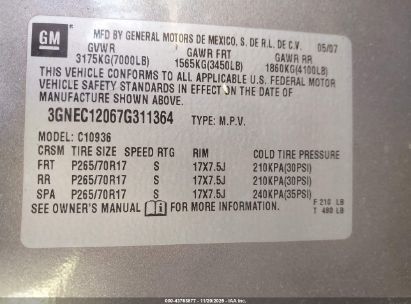 GM
MFD BY GENERAL MOTORS DE MEXICO, S. DE R.L. DE C.V. 05/07
GVWR GAWR FRT GAWR RR
3175KG(7000LB) 1565KG(3450LB) 1860KG(4100LB)
THIS VEHICLE CONFORMS TO ALL APPLICABLE U.S. FEDERAL MOTOR
VEHICLE SAFETY STANDARDS IN EFFECT ON THE DATE OF
MANUFACTURE SHOWN ABOVE.
3GNEC12067G311364 TYPE: M.P.V.
MODEL: C10936
CRSM TIRE SIZE SPEED RTG RIM COLD TIRE PRESSURE
FRT P265/70R17 S 17X7.5J 210KPA(30PSI)
RR P265/70R17 S 17X7.5J 210KPA(30PSI)
SPA P265/70R17 S 17X7.5J 240KPA(35PSI)
SEE OWNER'S MANUAL FOR MORE INFORMATION. F 210 LB
T 480 LB